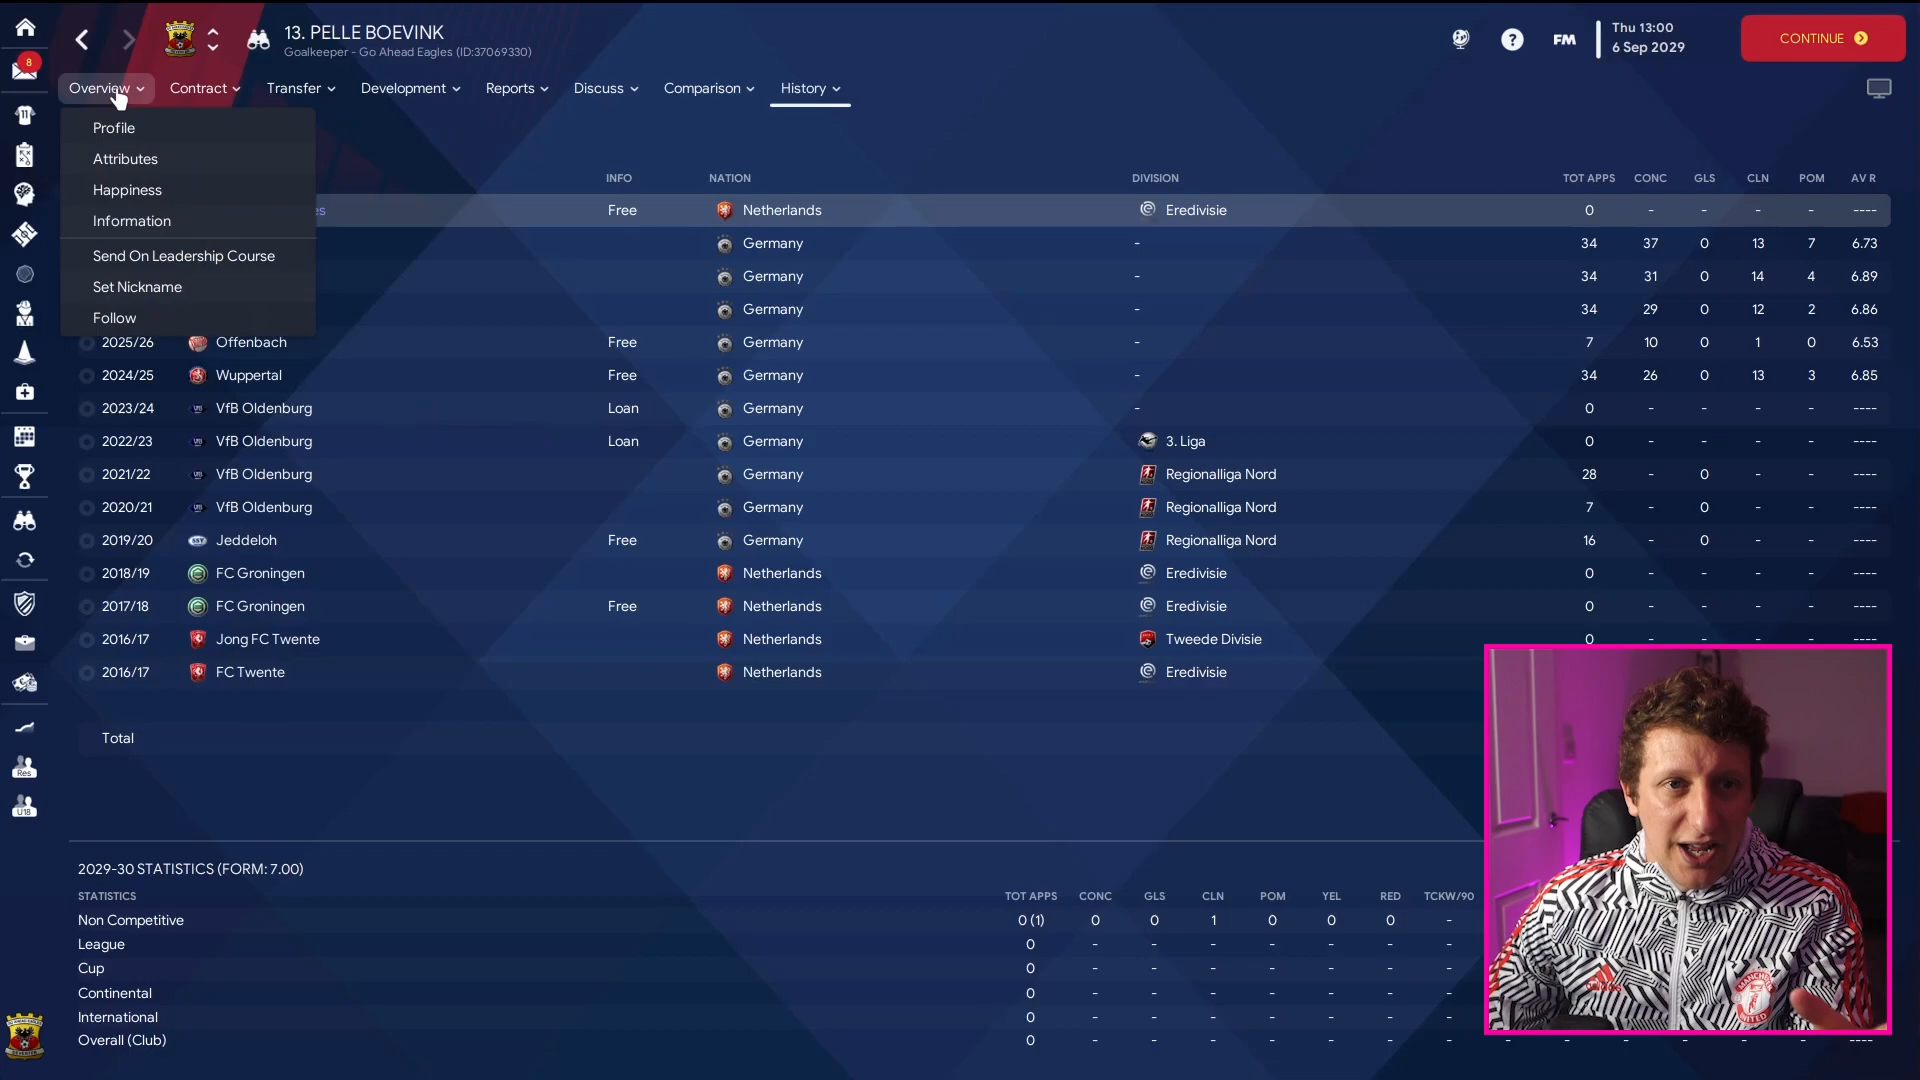 8
13. PELLE BOEVINK
Goalkeeper - Go Ahead Eagles (ID:37069330)
FM
Thu 13:00
6 Sep 2029
CONTINUE
Overview Contract Transfer Development Reports Discuss Comparison History
Profile
Attributes
Happiness
Information
Send On Leadership Course
Set Nickname
Follow
INFO NATION DIVISION TOT APPS CONC GLS CLN POM AV R
es Free Netherlands Eredivisie 0 - - - - ----
Germany - 34 37 0 13 7 6.73
Germany - 34 31 0 14 4 6.89
Germany - 34 29 0 12 2 6.86
2025/26 Offenbach Free Germany - 7 10 0 1 0 6.53
2024/25 Wuppertal Free Germany - 34 26 0 13 3 6.85
2023/24 VfB Oldenburg Loan Germany - 0 - - - - ----
2022/23 VfB Oldenburg Loan Germany 3. Liga 0 - - - - ----
2021/22 VfB Oldenburg Germany Regionalliga Nord 28 - 0 - - ----
2020/21 VfB Oldenburg Germany Regionalliga Nord 7 - 0 - - ----
2019/20 Jeddeloh Free Germany Regionalliga Nord 16 - 0 - - ----
2018/19 FC Groningen Netherlands Eredivisie 0 - - - - ----
2017/18 FC Groningen Free Netherlands Eredivisie 0 - - - - ----
2016/17 Jong FC Twente Netherlands Tweede Divisie 0 - - - - ----
2016/17 FC Twente Netherlands Eredivisie
Total
2029-30 STATISTICS (FORM: 7.00)
STATISTICS TOT APPS CONC GLS CLN POM YEL RED TCKW/90
Non Competitive 0 (1) 0 0 1 0 0 0 -
League 0 - - - - - - -
Cup 0 - - - - - - -
Continental 0 - - - - - - -
International 0 - - - - - - -
Overall (Club) 0 - - - - - - - - - - - - - ----
Res
U18
11
adidas
MANCHESTER
UNITED